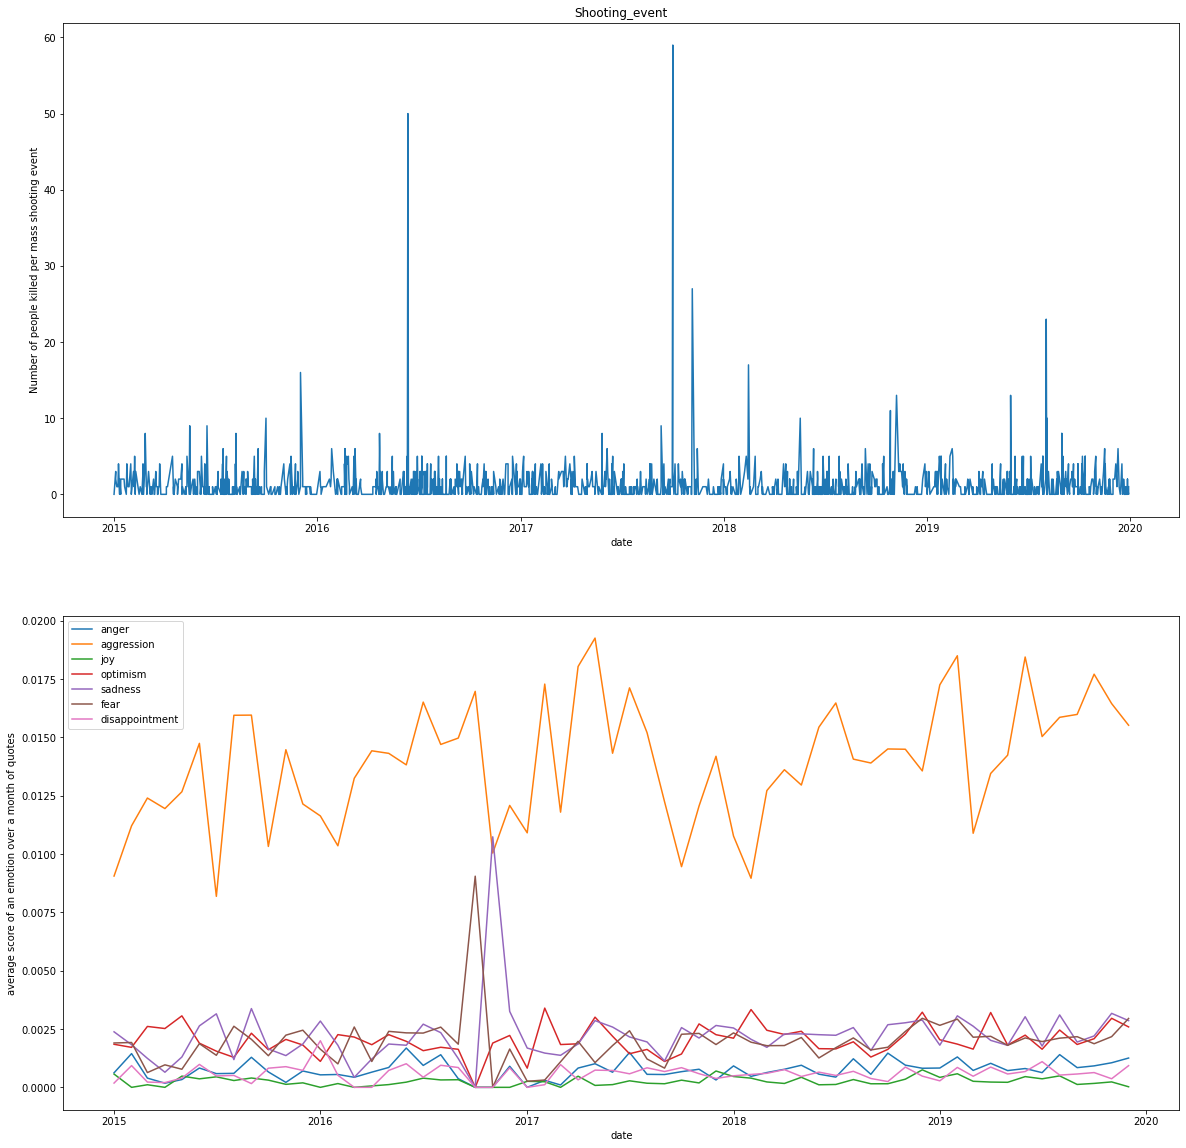 Shooting_event
Number of people killed per mass shooting event
60
50
40
30
20
10
0
2015 2016 2017 2018 2019 2020
date
average score of an emotion over a month of quotes
0.0200
0.0175
0.0150
0.0125
0.0100
0.0075
0.0050
0.0025
0.0000
anger
aggression
joy
optimism
sadness
fear
disappointment
2015 2016 2017 2018 2019 2020
date